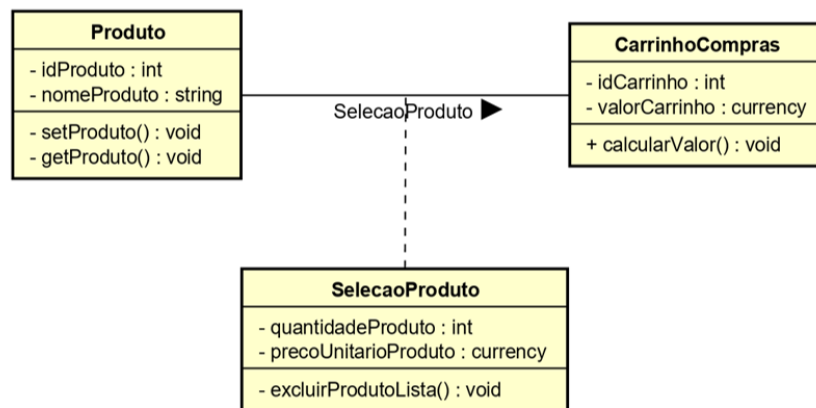 Produto
- idProduto : int
- nomeProduto : string
- setProduto() : void
- getProduto() : void
SelecaoProduto ▶
CarrinhoCompras
- idCarrinho : int
- valorCarrinho : currency
+ calcularValor() : void
SelecaoProduto
- quantidadeProduto : int
- precoUnitarioProduto : currency
- excluirProdutoLista() : void